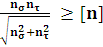 nσnτ / √(nσ²+nτ²) ≥ [n]